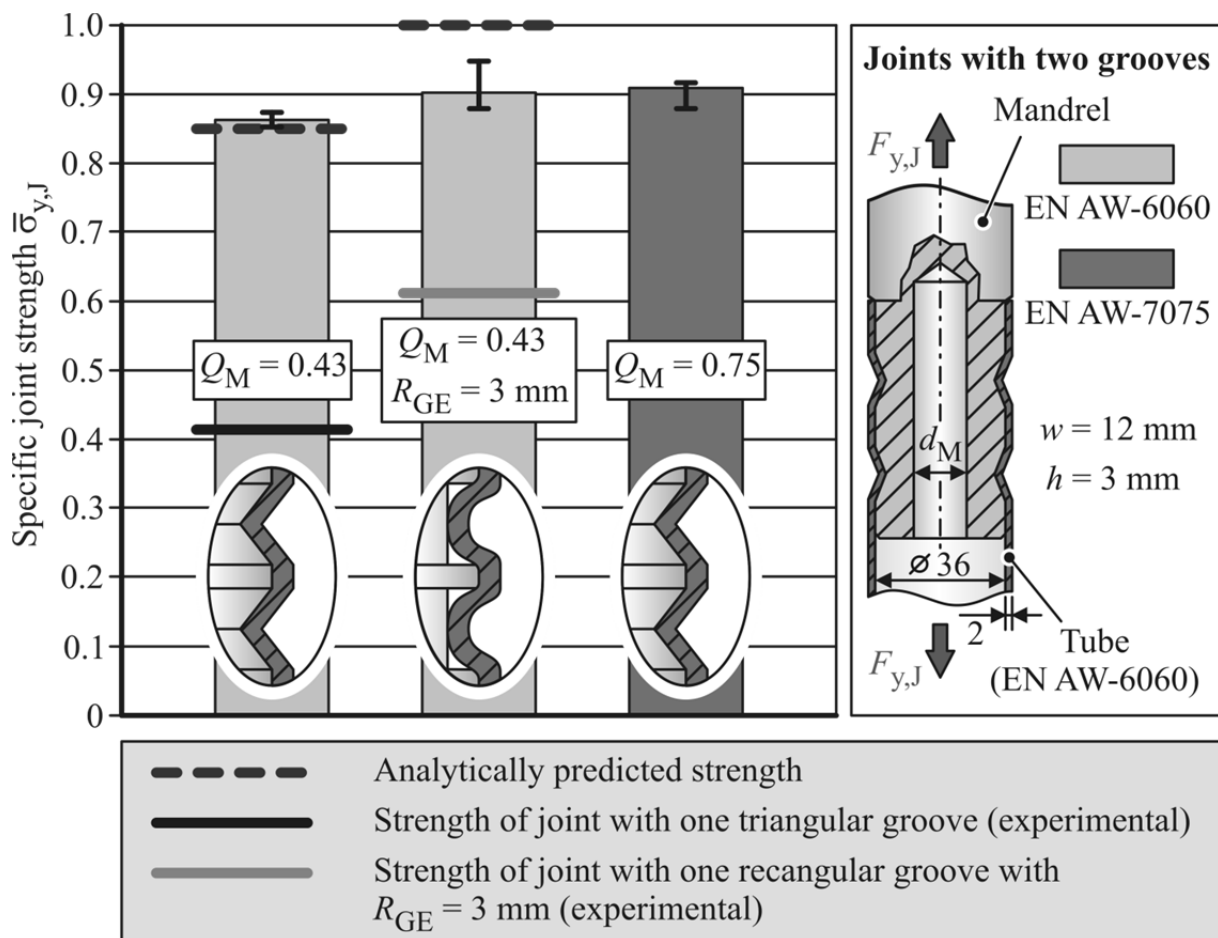 Specific joint strength σ̅y,J
1.0
0.9
0.8
0.7
0.6
0.5
0.4
0.3
0.2
0.1
0
QM = 0.43
QM = 0.43
RGE = 3 mm
QM = 0.75
Joints with two grooves
Mandrel
Fy,J
EN AW-6060
EN AW-7075
dM
w = 12 mm
h = 3 mm
⌀ 36
2
Tube
(EN AW-6060)
Fy,J
Analytically predicted strength
Strength of joint with one triangular groove (experimental)
Strength of joint with one recangular groove with
RGE = 3 mm (experimental)